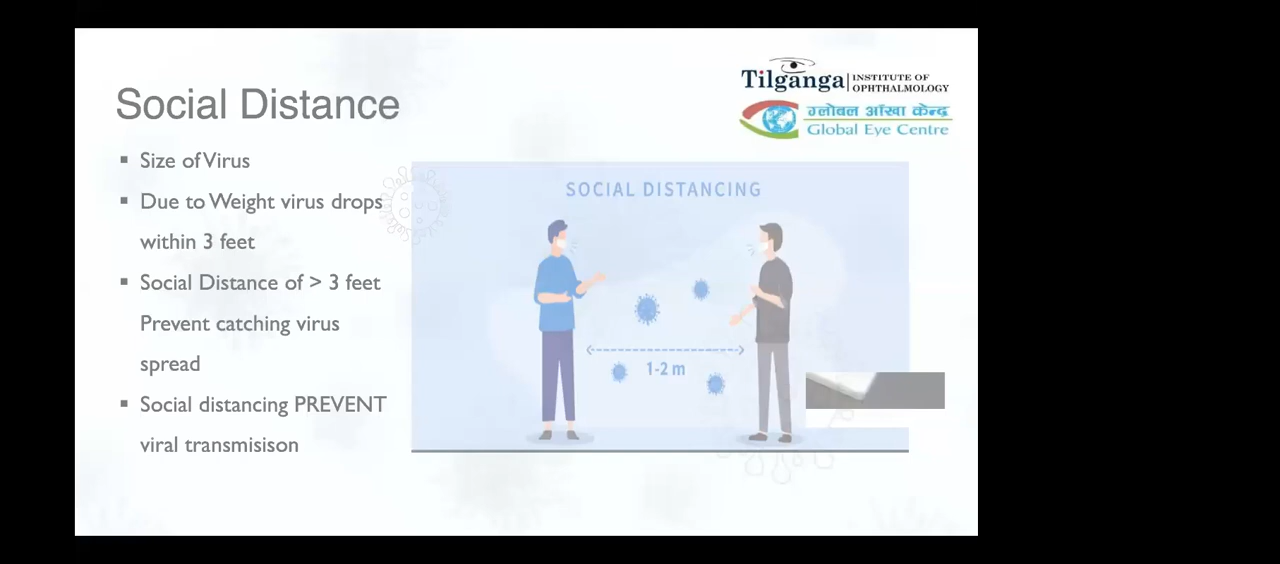 Tilganga INSTITUTE OF
OPHTHALMOLOGY
ग्लोबल आँखा केन्द्र
Global Eye Centre
Social Distance
▪ Size of Virus
▪ Due to Weight virus drops
within 3 feet
▪ Social Distance of > 3 feet
Prevent catching virus
spread
▪ Social distancing PREVENT
viral transmisison
SOCIAL DISTANCING
1-2 m